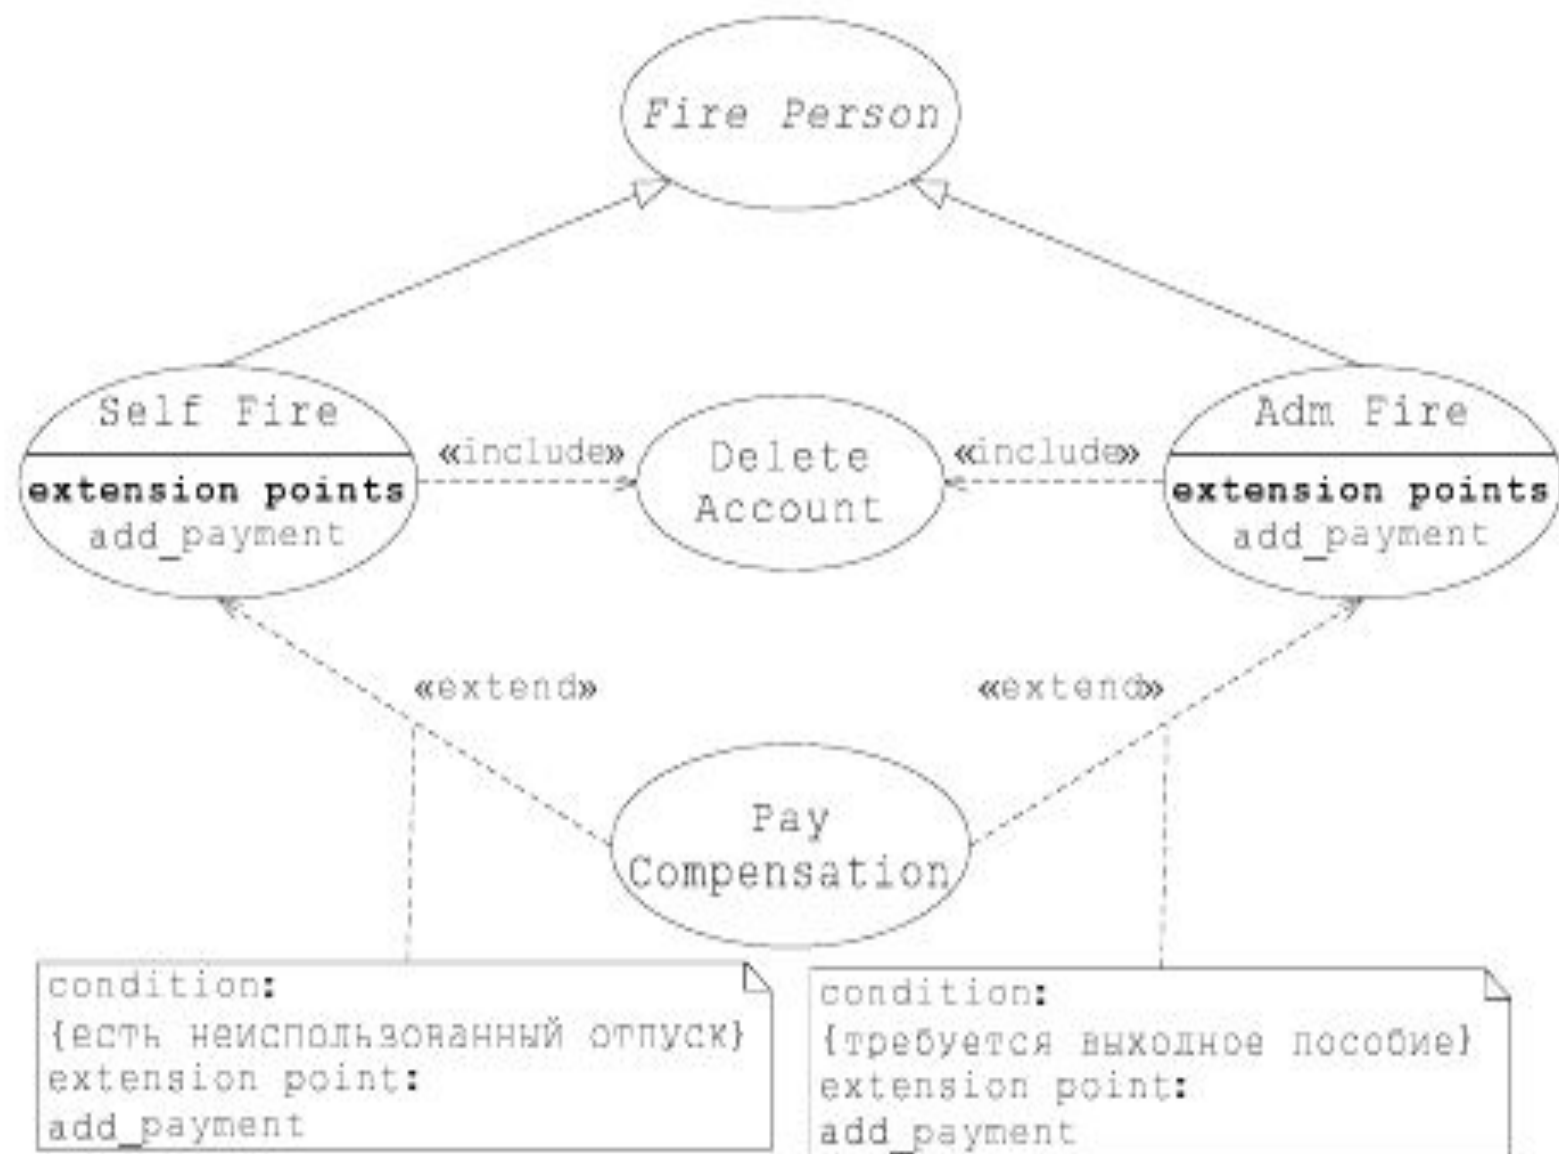 Fire Person
Self Fire
extension points
add_payment
«include»
Delete
Account
«include»
Adm Fire
extension points
add_payment
«extend»
«extend»
Pay
Compensation
condition:
{есть неиспользованный отпуск}
extension point:
add_payment
condition:
{требуется выходное пособие}
extension point:
add_payment